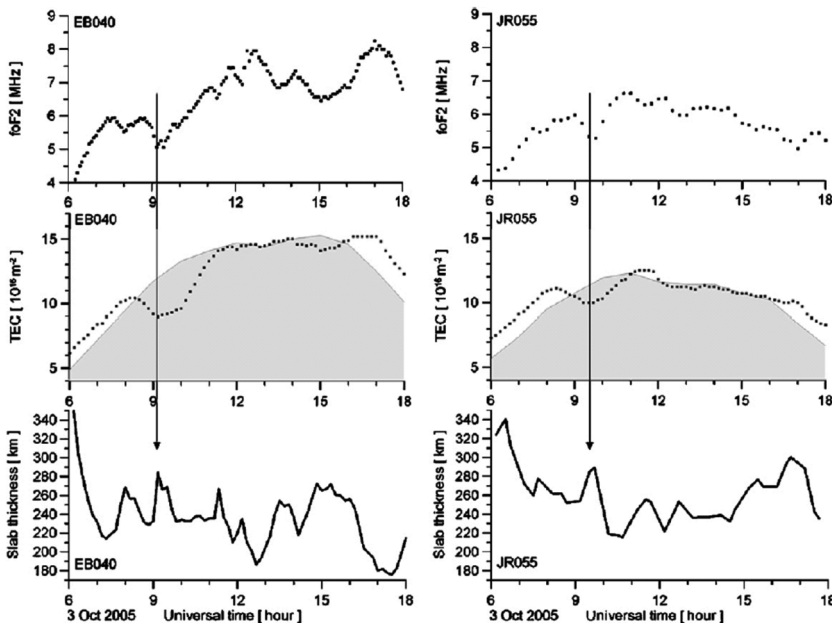 EB040
foF2 [ MHz ]
9
8
7
6
5
4
6 9 12 15 18
JR055
foF2 [ MHz ]
9
8
7
6
5
4
6 9 12 15 18
EB040
TEC [ 10¹⁶ m⁻² ]
15
10
5
6 9 12 15 18
JR055
TEC [ 10¹⁶ m⁻² ]
15
10
5
6 9 12 15 18
Slab thickness [ km ]
340
320
300
280
260
240
220
200
180
EB040
6 9 12 15 18
3 Oct 2005 Universal time [ hour ]
Slab thickness [ km ]
340
320
300
280
260
240
220
200
180
JR055
6 9 12 15 18
3 Oct 2005 Universal time [ hour ]